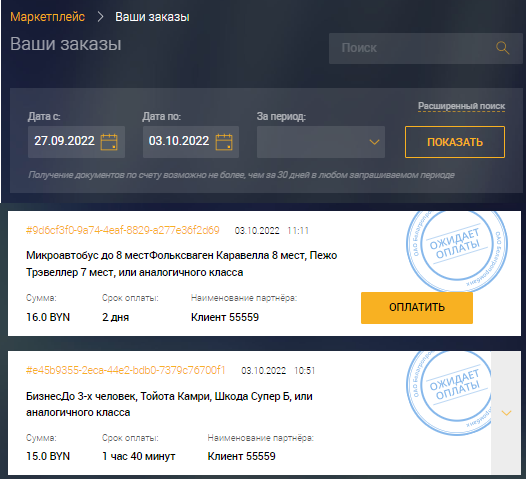 Маркетплейс > Ваши заказы
Ваши заказы
Поиск
Расширенный поиск
Дата с: Дата по: За период:
27.09.2022 03.10.2022 ПОКАЗАТЬ
Получение документов по счету возможно не более, чем за 30 дней в любом запрашиваемом периоде
#9d6cf3f0-9a74-4eaf-8829-a277e36f2d69 03.10.2022 11:11
ОЖИДАЕТ
ОПЛАТЫ
Микроавтобус до 8 местФольксваген Каравелла 8 мест, Пежо
Трэвеллер 7 мест, или аналогичного класса
Сумма: Срок оплаты: Наименование партнёра:
16.0 BYN 2 дня Клиент 55559
ОПЛАТИТЬ
#e45b9355-2eca-44e2-bdb0-7379c76700f1 03.10.2022 10:51
ОЖИДАЕТ
ОПЛАТЫ
БизнесДо 3-х человек, Тойота Камри, Шкода Супер Б, или
аналогичного класса
Сумма: Срок оплаты: Наименование партнёра:
15.0 BYN 1 час 40 минут Клиент 55559